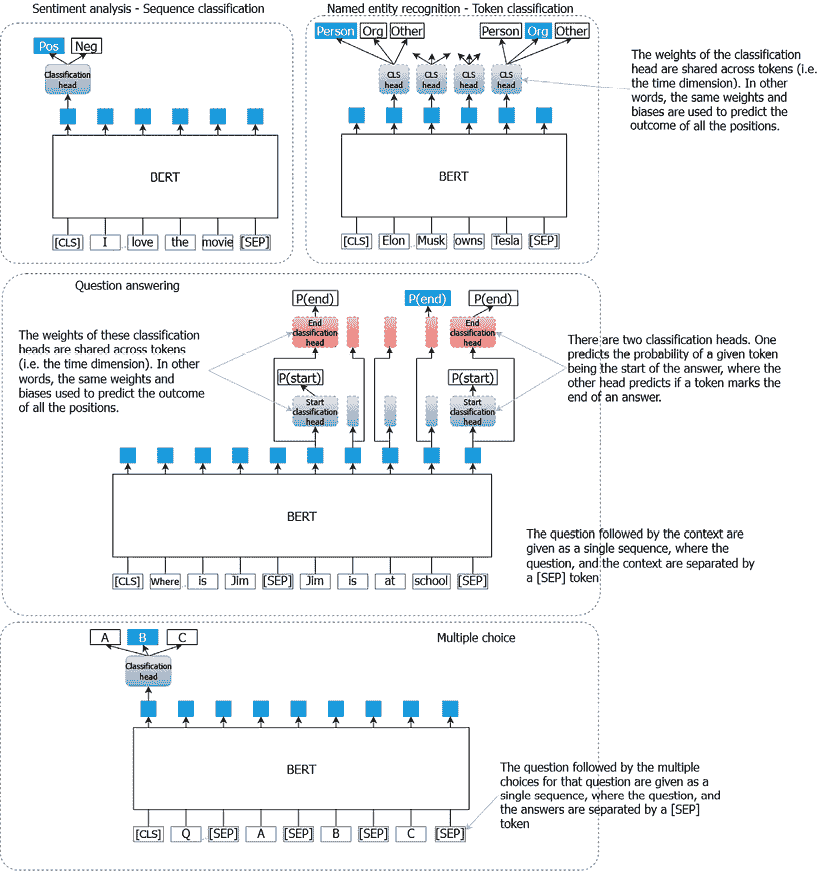 Sentiment analysis - Sequence classification
Pos Neg
Classification
head
BERT
[CLS] I love the movie [SEP]
Named entity recognition - Token classification
Person Org Other Person Org Other
CLS head CLS head CLS head CLS head
BERT
[CLS] Elon Musk owns Tesla [SEP]
The weights of the classification
head are shared across tokens (i.e.
the time dimension). In other
words, the same weights and
biases are used to predict the
outcome of all the positions.
Question answering
P(end) P(end) P(end)
End
classification
head
End
classification
head
P(start) P(start)
Start
classification
head
Start
classification
head
The weights of these classification
heads are shared across tokens
(i.e. the time dimension). In other
words, the same weights and
biases used to predict the outcome
of all the positions.
There are two classification heads. One
predicts the probability of a given token
being the start of the answer, where the
other head predicts if a token marks the
end of an answer.
BERT
[CLS] Where is Jim [SEP] Jim is at school [SEP]
The question followed by the context are
given as a single sequence, where the
question, and the context are separated by
a [SEP] token
Multiple choice
A B C
Classification
head
BERT
[CLS] Q [SEP] A [SEP] B [SEP] C [SEP]
The question followed by the multiple
choices for that question are given as a
single sequence, where the question, and
the answers are separated by a [SEP]
token